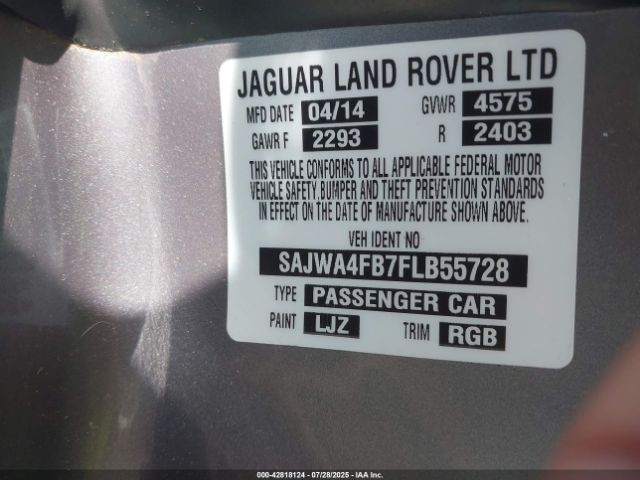 JAGUAR LAND ROVER LTD
MFD DATE 04/14 GVWR 4575
GAWR F 2293 R 2403
THIS VEHICLE CONFORMS TO ALL APPLICABLE FEDERAL MOTOR
VEHICLE SAFETY,BUMPER AND THEFT PREVENTION STANDARDS
IN EFFECT ON THE DATE OF MANUFACTURE SHOWN ABOVE.
VEH IDENT NO
SAJWA4FB7FLB55728
TYPE PASSENGER CAR
PAINT LJZ TRIM RGB
000-42818124 | 07/28/2025 | IAA, Inc.